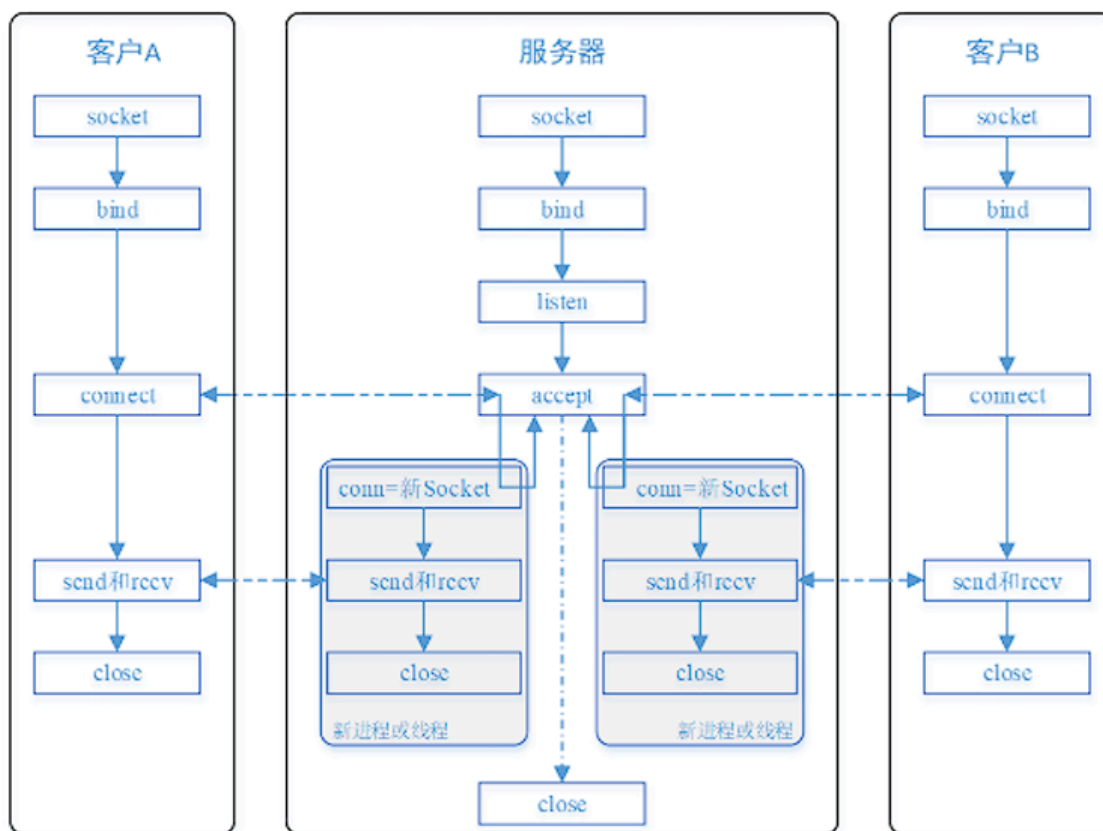 客户A
socket
bind
connect
send和recv
close
服务器
socket
bind
listen
accept
conn=新Socket
send和recv
close
新进程或线程
conn=新Socket
send和recv
close
新进程或线程
close
客户B
socket
bind
connect
send和recv
close